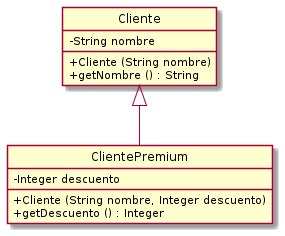 Cliente
-String nombre
+Cliente (String nombre)
+getNombre () : String
ClientePremium
-Integer descuento
+Cliente (String nombre, Integer descuento)
+getDescuento () : Integer